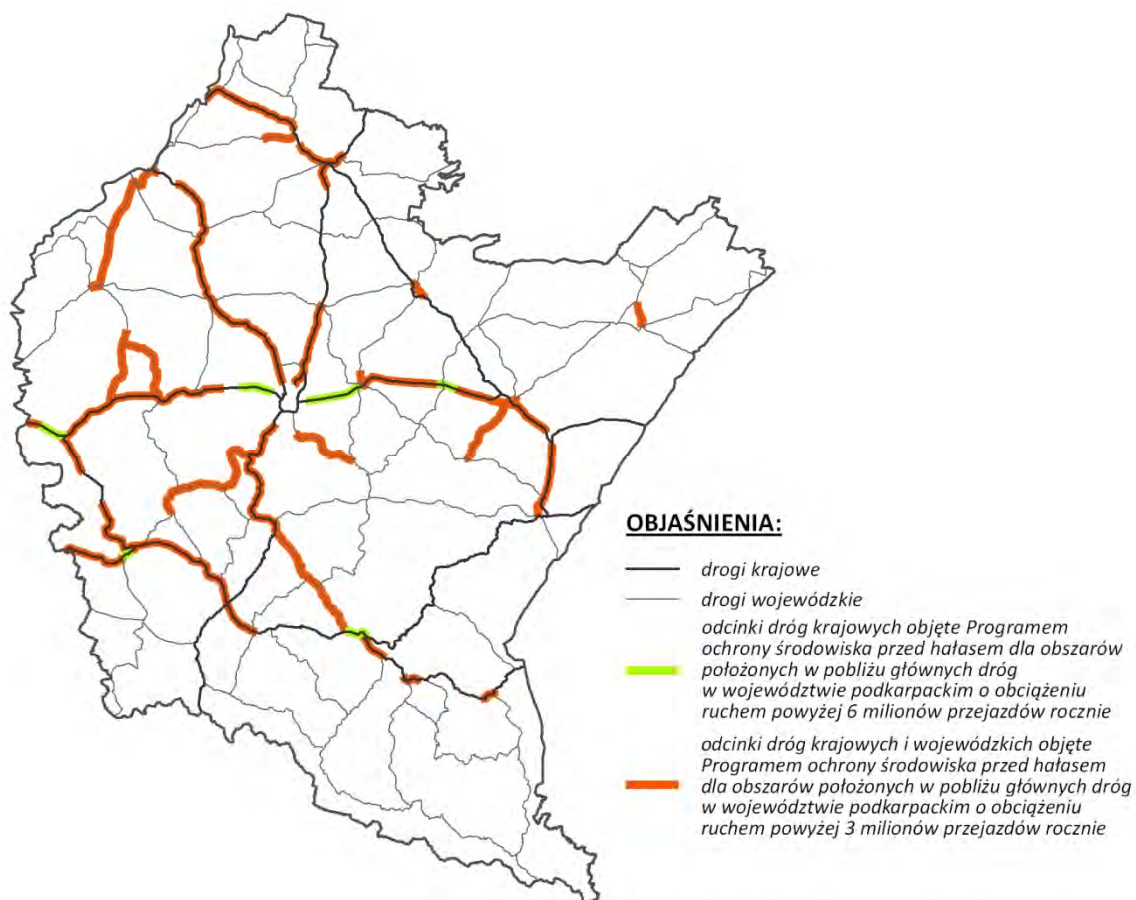 OBJAŚNIENIA:
drogi krajowe
drogi wojewódzkie
odcinki dróg krajowych objęte Programem
ochrony środowiska przed hałasem dla obszarów
położonych w pobliżu głównych dróg
w województwie podkarpackim o obciążeniu
ruchem powyżej 6 milionów przejazdów rocznie
odcinki dróg krajowych i wojewódzkich objęte
Programem ochrony środowiska przed hałasem
dla obszarów położonych w pobliżu głównych dróg
w województwie podkarpackim o obciążeniu
ruchem powyżej 3 milionów przejazdów rocznie